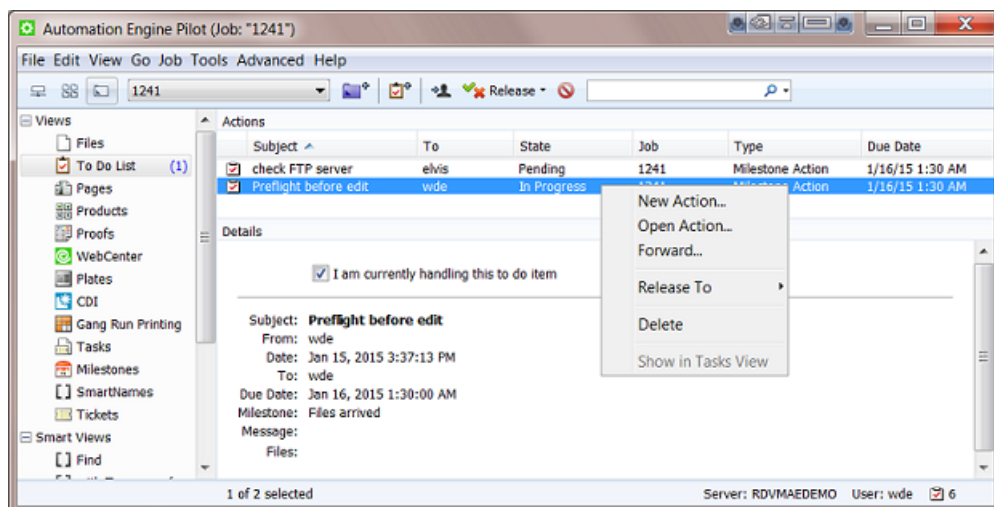 Automation Engine Pilot (Job: "1241")
File Edit View Go Job Tools Advanced Help
1241 Release
Views
Files
To Do List (1)
Pages
Products
Proofs
WebCenter
Plates
CDI
Gang Run Printing
Tasks
Milestones
SmartNames
Tickets
Smart Views
Find
Actions
Subject To State Job Type Due Date
check FTP server elvis Pending 1241 Milestone Action 1/16/15 1:30 AM
Preflight before edit wde In Progress 1241 Milestone Action 1/16/15 1:30 AM
New Action...
Open Action...
Forward...
Release To
Delete
Show in Tasks View
Details
I am currently handling this to do item
Subject: Preflight before edit
From: wde
Date: Jan 15, 2015 3:37:13 PM
To: wde
Due Date: Jan 16, 2015 1:30:00 AM
Milestone: Files arrived
Message:
Files:
1 of 2 selected Server: RDVMAEDEMO User: wde 6